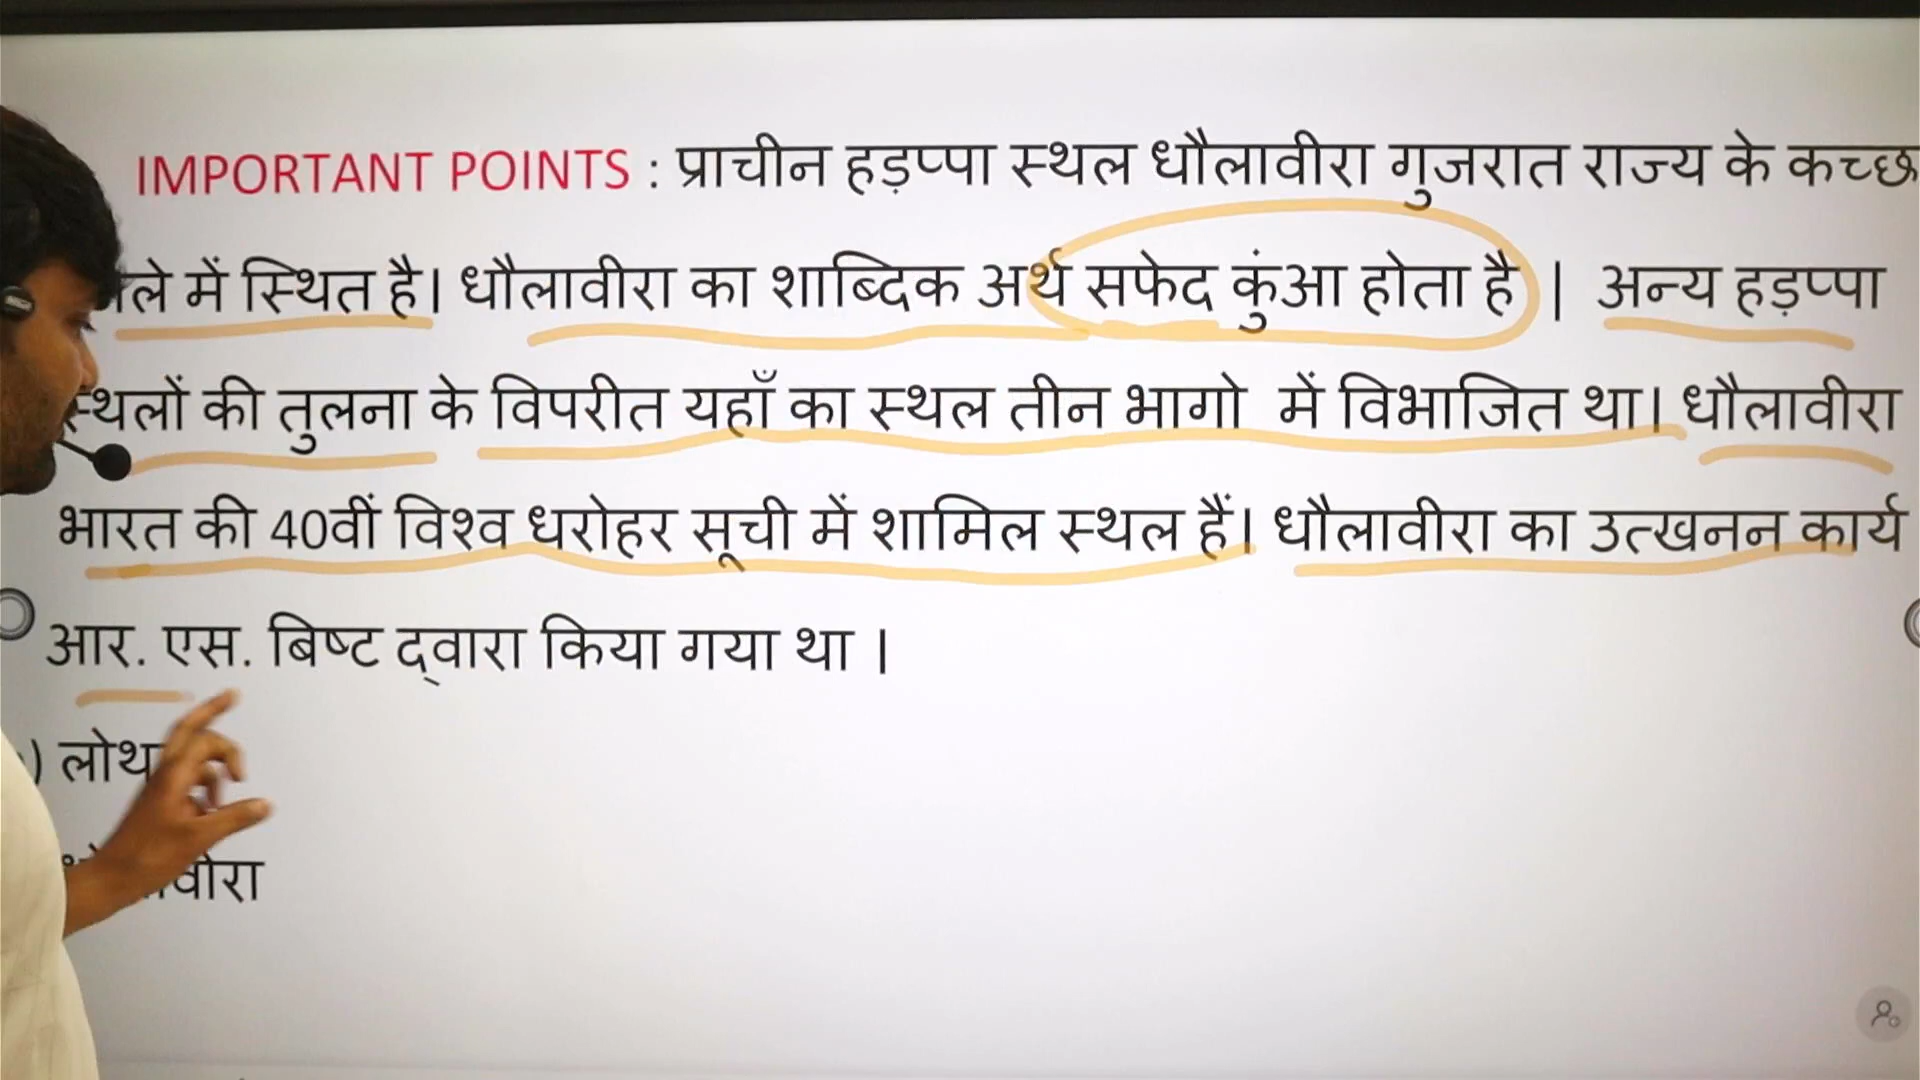 IMPORTANT POINTS : प्राचीन हड़प्पा स्थल धौलावीरा गुजरात राज्य के कच्छ
में स्थित है। धौलावीरा का शाब्दिक अर्थ सफेद कुंआ होता है | अन्य हड़प्पा
स्थलों की तुलना के विपरीत यहाँ का स्थल तीन भागो में विभाजित था। धौलावीरा
भारत की 40वीं विश्व धरोहर सूची में शामिल स्थल हैं। धौलावीरा का उत्खनन कार्य
आर. एस. बिष्ट द्वारा किया गया था |